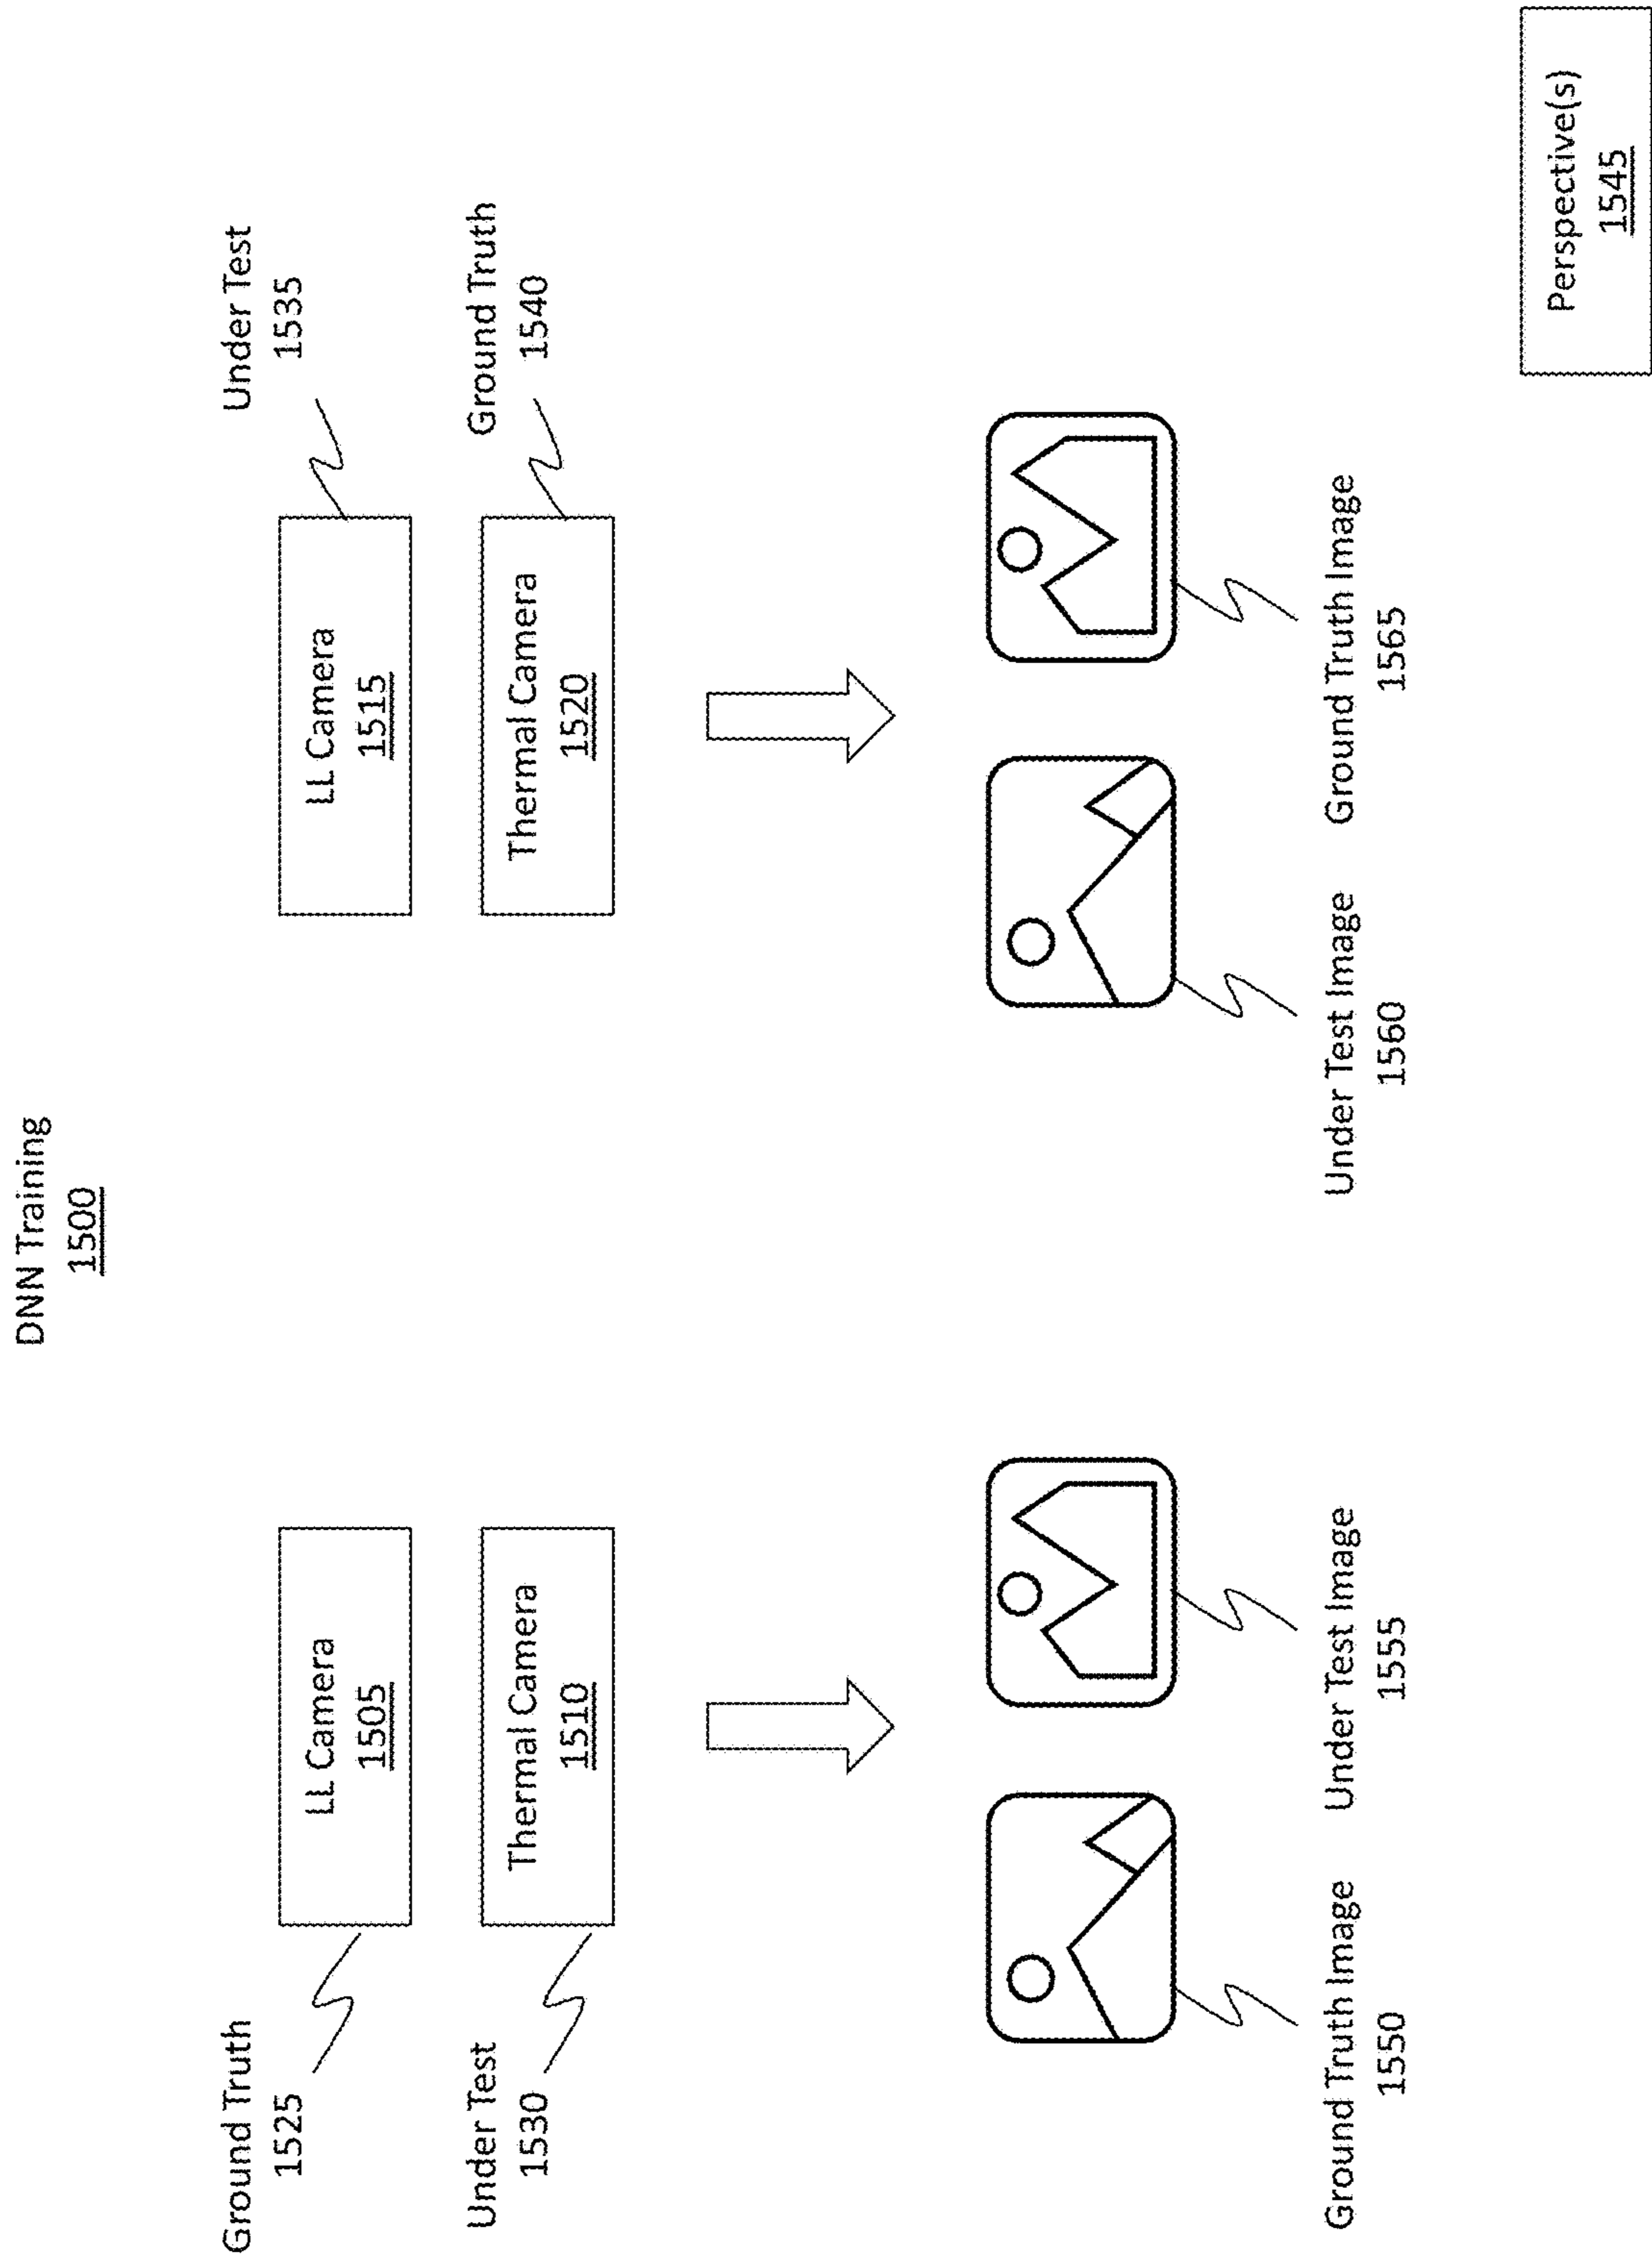 DNN Training
1500
Ground Truth
1525
LL Camera
1505
Under Test
1530
Thermal Camera
1510
Under Test
1535
LL Camera
1515
Ground Truth
1540
Thermal Camera
1520
Ground Truth Image
1550
Under Test Image
1555
Under Test Image
1560
Ground Truth Image
1565
Perspective(s)
1545